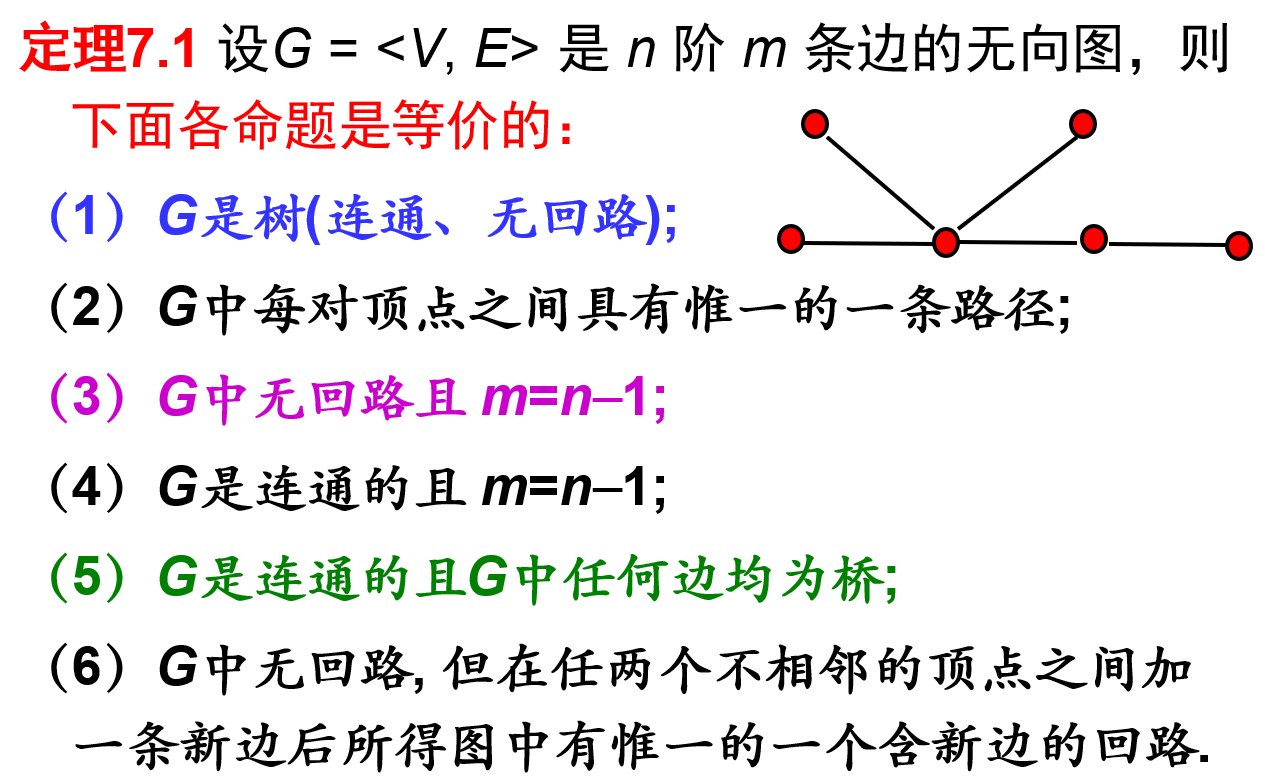 定理7.1 设G = <V, E> 是 n 阶 m 条边的无向图，则
下面各命题是等价的：
（1）G是树(连通、无回路);
（2）G中每对顶点之间具有惟一的一条路径;
（3）G中无回路且 m=n–1;
（4）G是连通的且 m=n–1;
（5）G是连通的且G中任何边均为桥;
（6）G中无回路, 但在任两个不相邻的顶点之间加
一条新边后所得图中有惟一的一个含新边的回路.